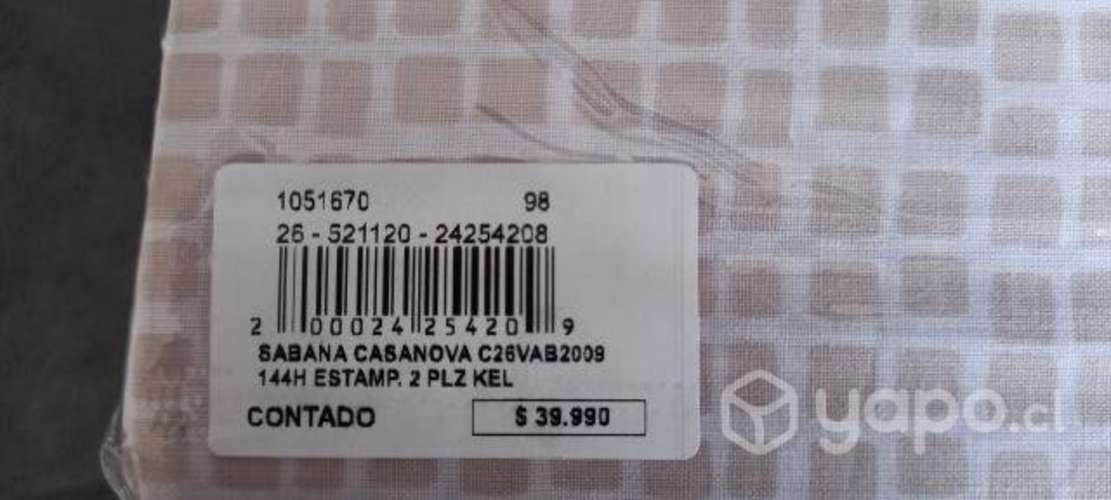 1051670 98
26 - 521120 - 24254208
2 00024 25420 9
SABANA CASANOVA C26VAB2009
144H ESTAMP. 2 PLZ KEL
CONTADO $ 39.990
yapo.cl